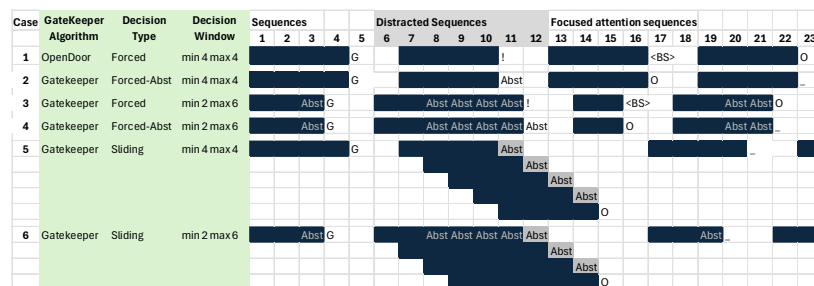 Case GateKeeper Algorithm Decision Type Decision Window Sequences Distracted Sequences Focused attention sequences
1 2 3 4 5 6 7 8 9 10 11 12 13 14 15 16 17 18 19 20 21 22 23
1 OpenDoor Forced min 4 max 4 G ! <BS> O
2 Gatekeeper Forced-Abst min 4 max 4 G Abst O _
3 Gatekeeper Forced min 2 max 6 Abst G Abst Abst Abst Abst ! <BS> Abst Abst O
4 Gatekeeper Forced-Abst min 2 max 6 Abst G Abst Abst Abst Abst Abst O Abst Abst _
5 Gatekeeper Sliding min 4 max 4 G Abst _
Abst
Abst
Abst
O
6 Gatekeeper Sliding min 2 max 6 Abst G Abst Abst Abst Abst Abst Abst _
Abst
Abst
O